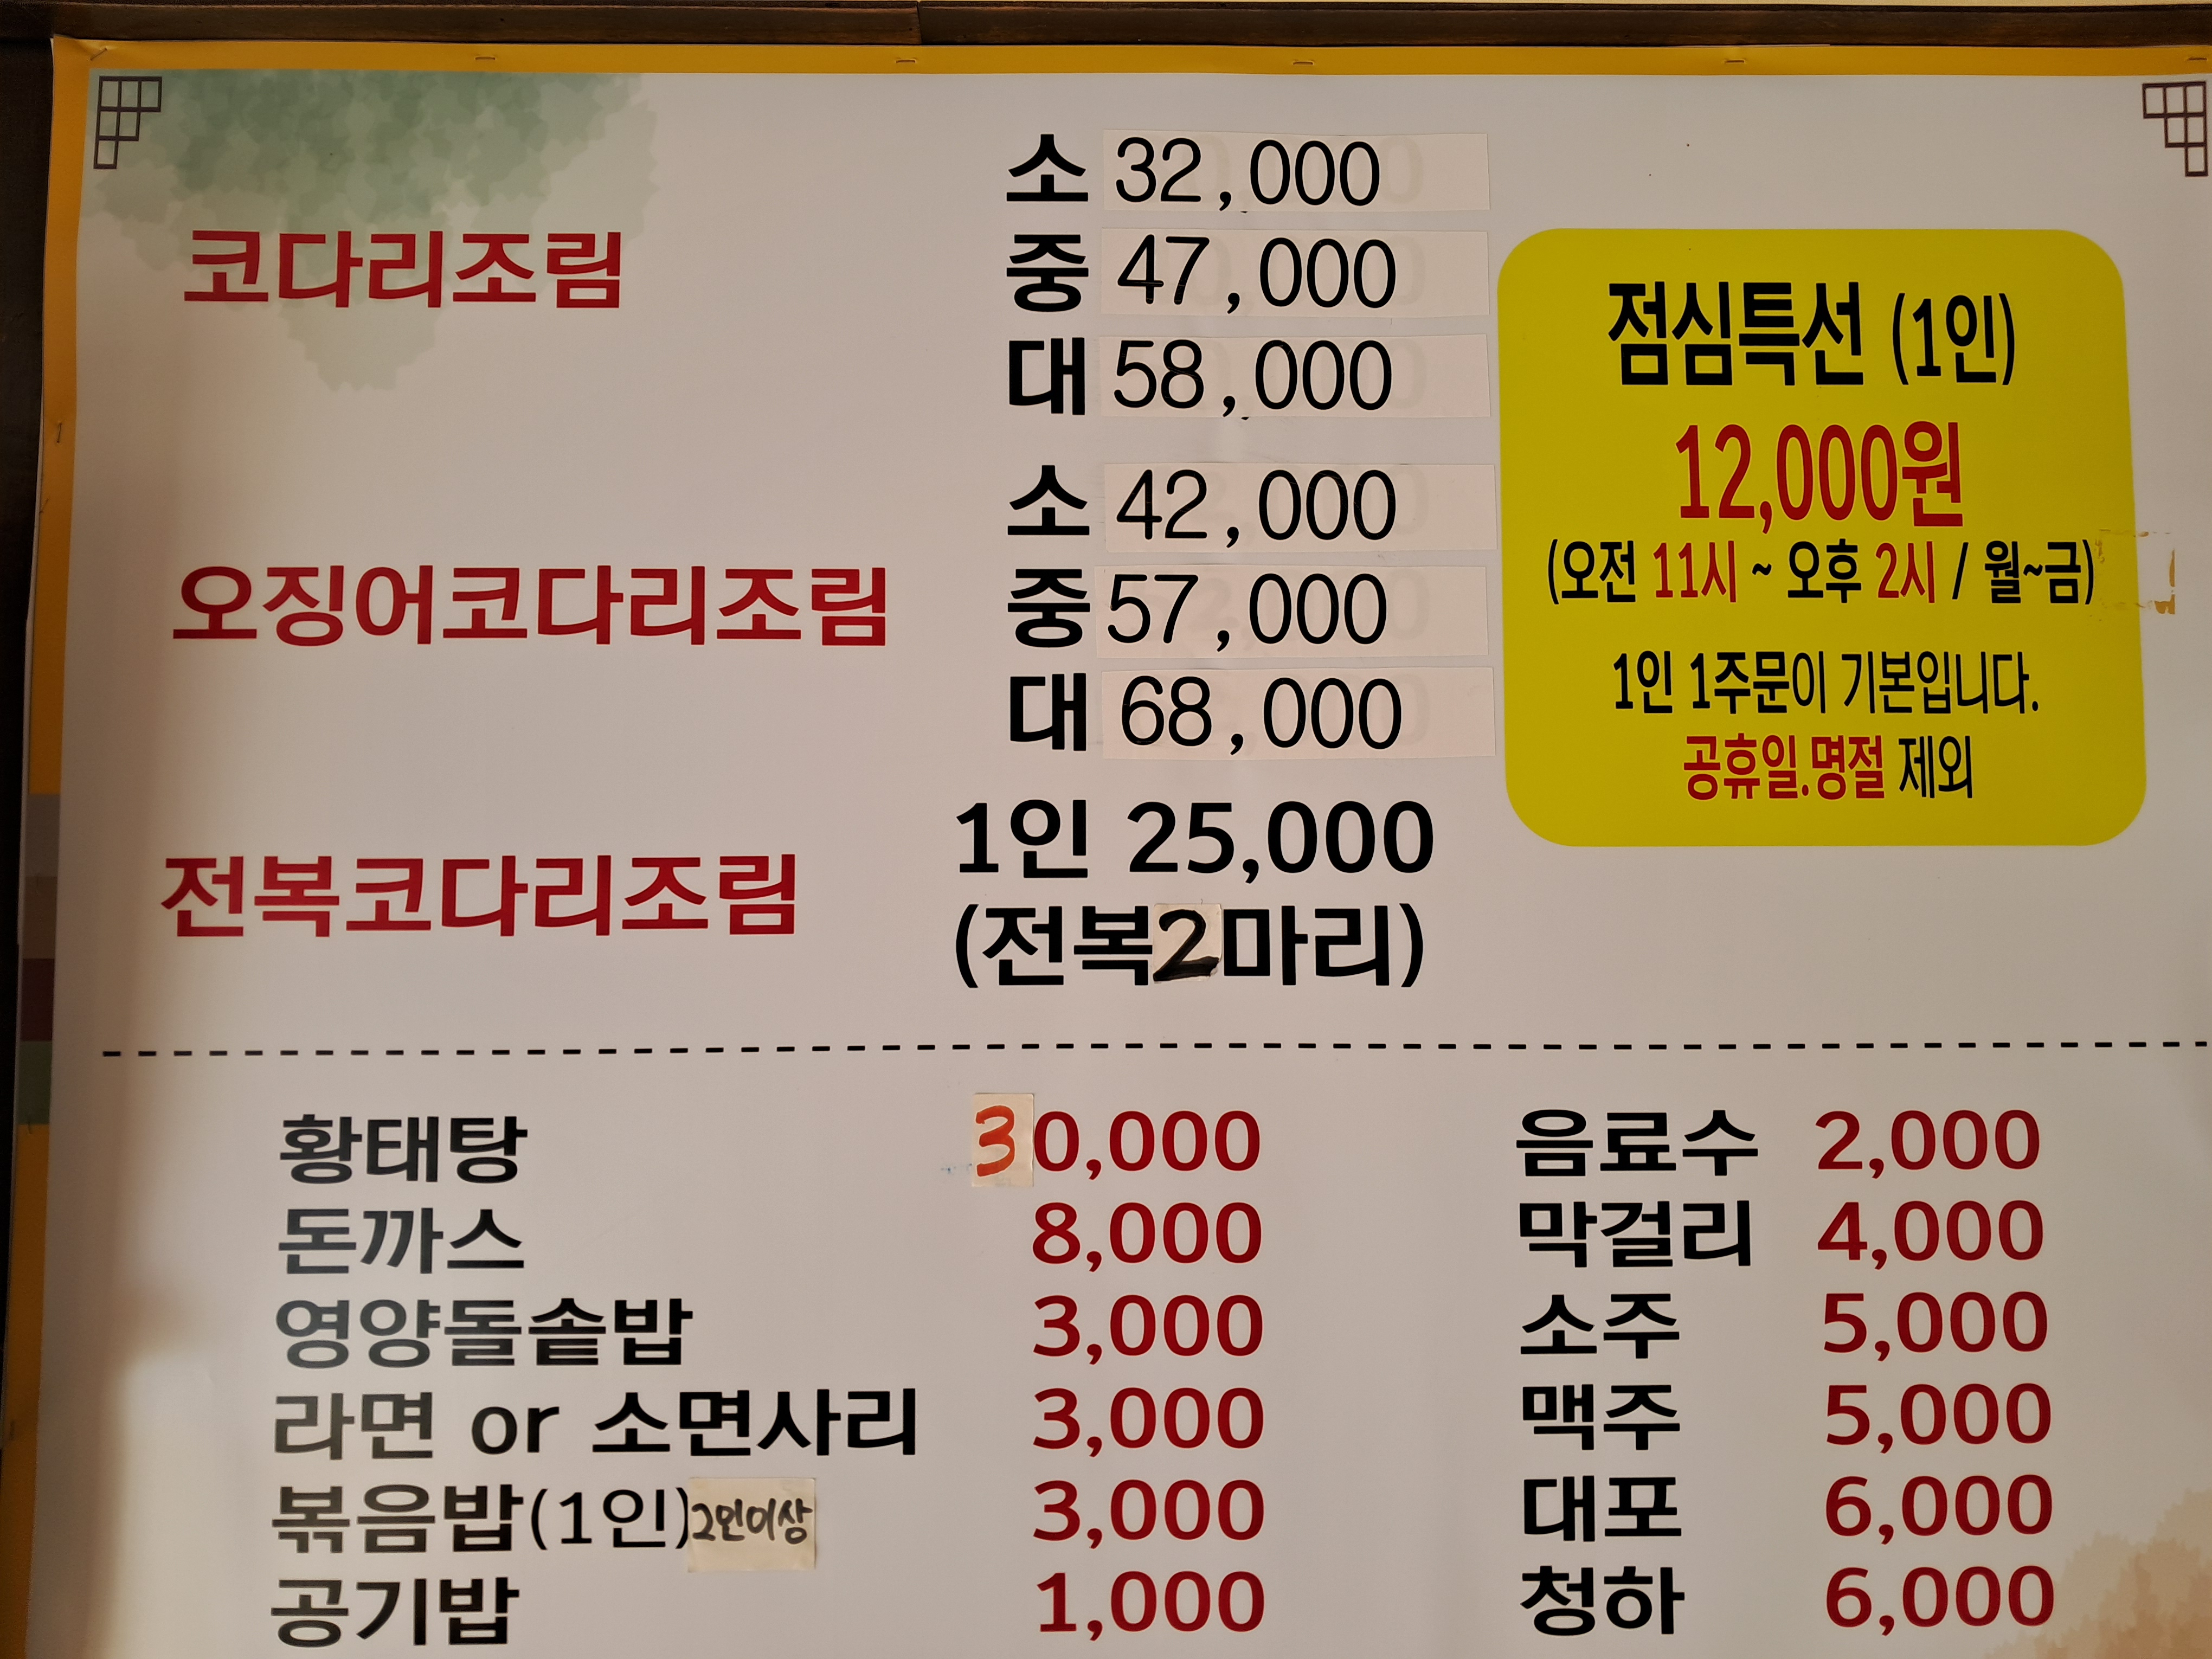 코다리조림
소 32,000
중 47,000
대 58,000
오징어코다리조림
소 42,000
중 57,000
대 68,000
전복코다리조림
1인 25,000
(전복2마리)
점심특선 (1인)
12,000원
(오전 11시 ~ 오후 2시 / 월~금)
1인 1주문이 기본입니다.
공휴일.명절 제외
황태탕 30,000
돈까스 8,000
영양돌솥밥 3,000
라면 or 소면사리 3,000
볶음밥(1인)2인이상 3,000
공기밥 1,000
음료수 2,000
막걸리 4,000
소주 5,000
맥주 5,000
대포 6,000
청하 6,000